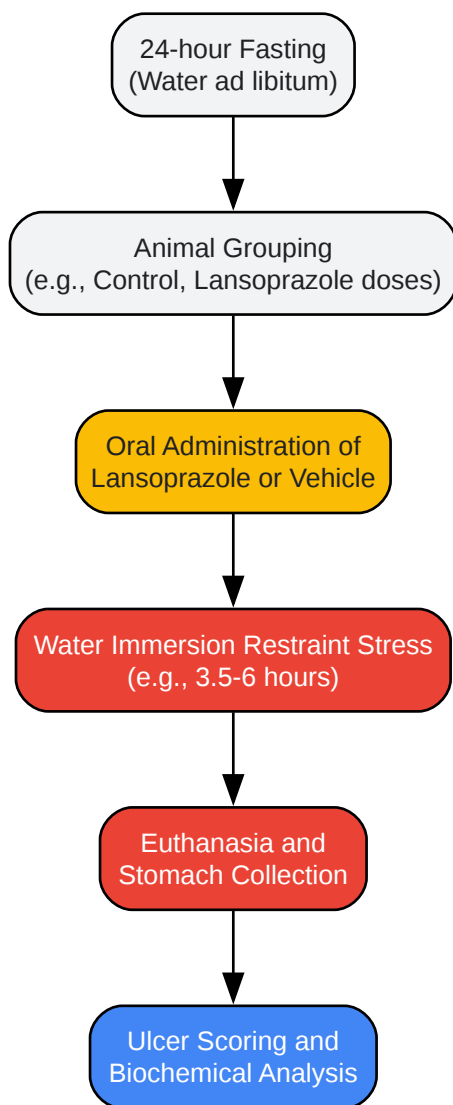 24-hour Fasting
(Water ad libitum)
Animal Grouping
(e.g., Control, Lansoprazole doses)
Oral Administration of
Lansoprazole or Vehicle
Water Immersion Restraint Stress
(e.g., 3.5-6 hours)
Euthanasia and
Stomach Collection
Ulcer Scoring and
Biochemical Analysis